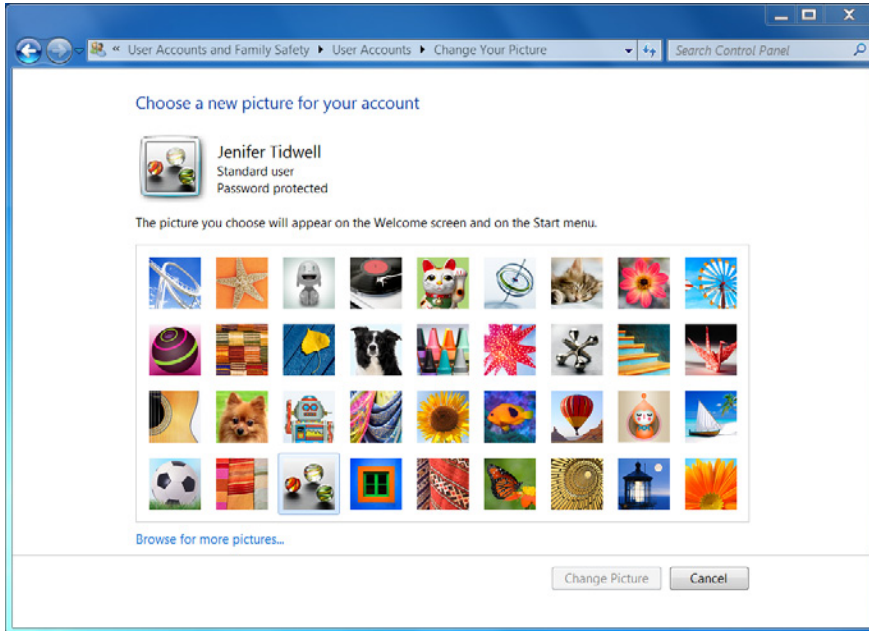 « User Accounts and Family Safety ▸ User Accounts ▸ Change Your Picture
Search Control Panel
Choose a new picture for your account
Jenifer Tidwell
Standard user
Password protected
The picture you choose will appear on the Welcome screen and on the Start menu.
Browse for more pictures...
Change Picture
Cancel